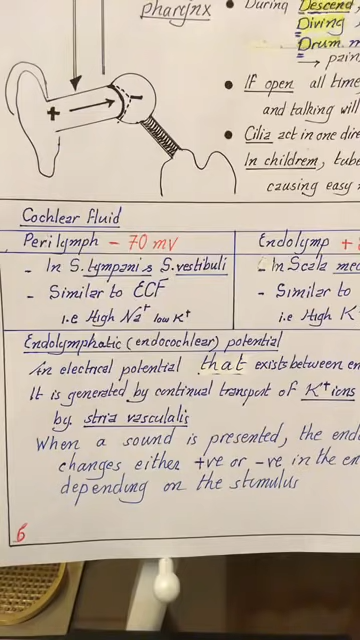 pharynx
• During Descend,
Diving,
Drum m
→ pain
• If open all time
and talking will
• Cilia act in one dire
In childrem, tube
causing easy
+
−
Cochlear fluid
Perilymph − 70 mV
- In S. tympani & S. vestibuli
- Similar to ECF
i.e High Na⁺ low K⁺
Endolymp +
- In Scala med
- Similar to
i.e High K⁺
Endolymphatic (endocochlear) potential
An electrical potential that exists between en
It is generated by continual transport of K⁺ ions
by stria vasculalis
When a sound is presented, the end
changes either +ve or -ve in the en
depending on the stimulus
6